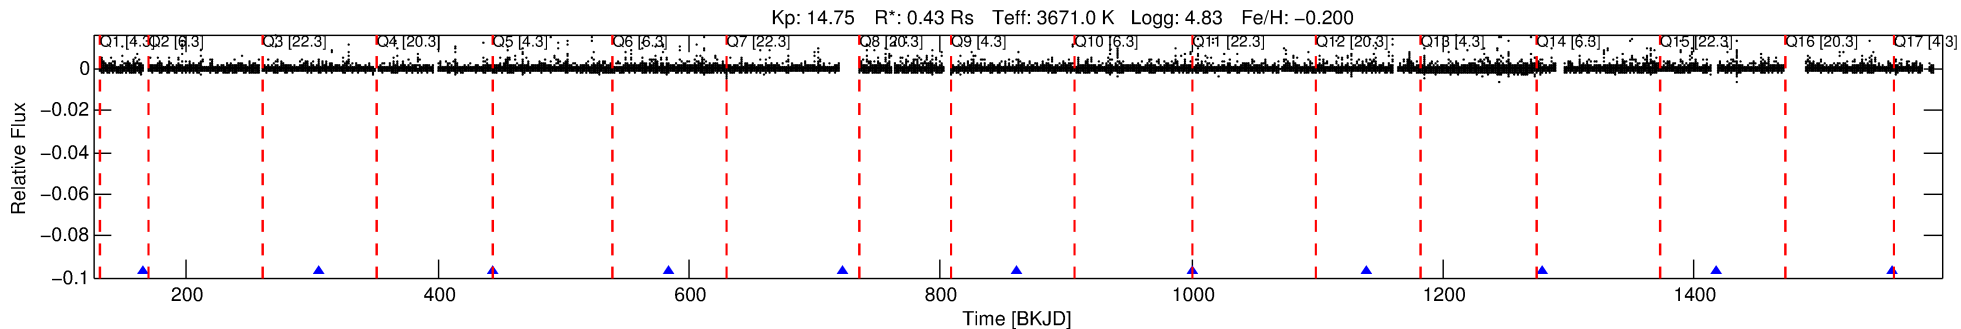 Kp: 14.75 R*: 0.43 Rs Teff: 3671.0 K Logg: 4.83 Fe/H: −0.200
Q1 [4.3] Q2 [6.3] Q3 [22.3] Q4 [20.3] Q5 [4.3] Q6 [6.3] Q7 [22.3] Q8 [20.3] Q9 [4.3] Q10 [6.3] Q11 [22.3] Q12 [20.3] Q13 [4.3] Q14 [6.3] Q15 [22.3] Q16 [20.3] Q17 [4.3]
0
−0.02
−0.04
−0.06
−0.08
−0.1
Relative Flux
200 400 600 800 1000 1200 1400
Time [BKJD]